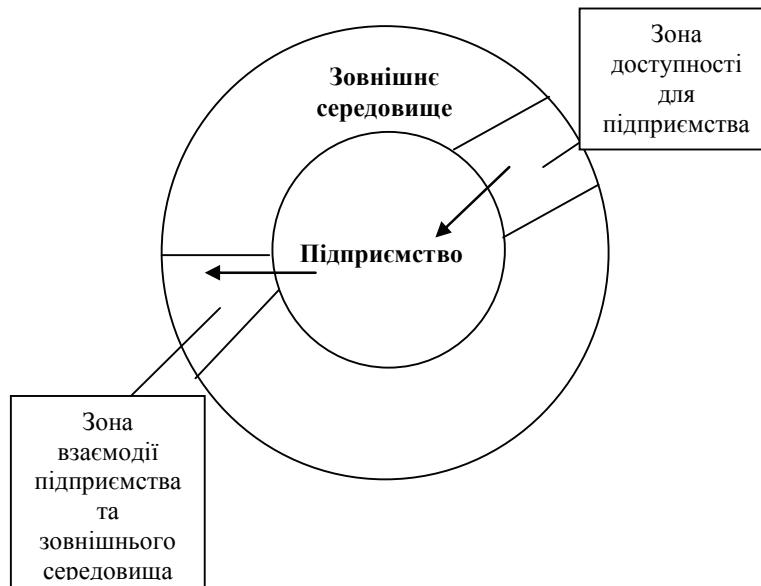 Зона
доступності
для
підприємства
Зовнішнє
середовище
Підприємство
Зона
взаємодії
підприємства
та
зовнішнього
середовища